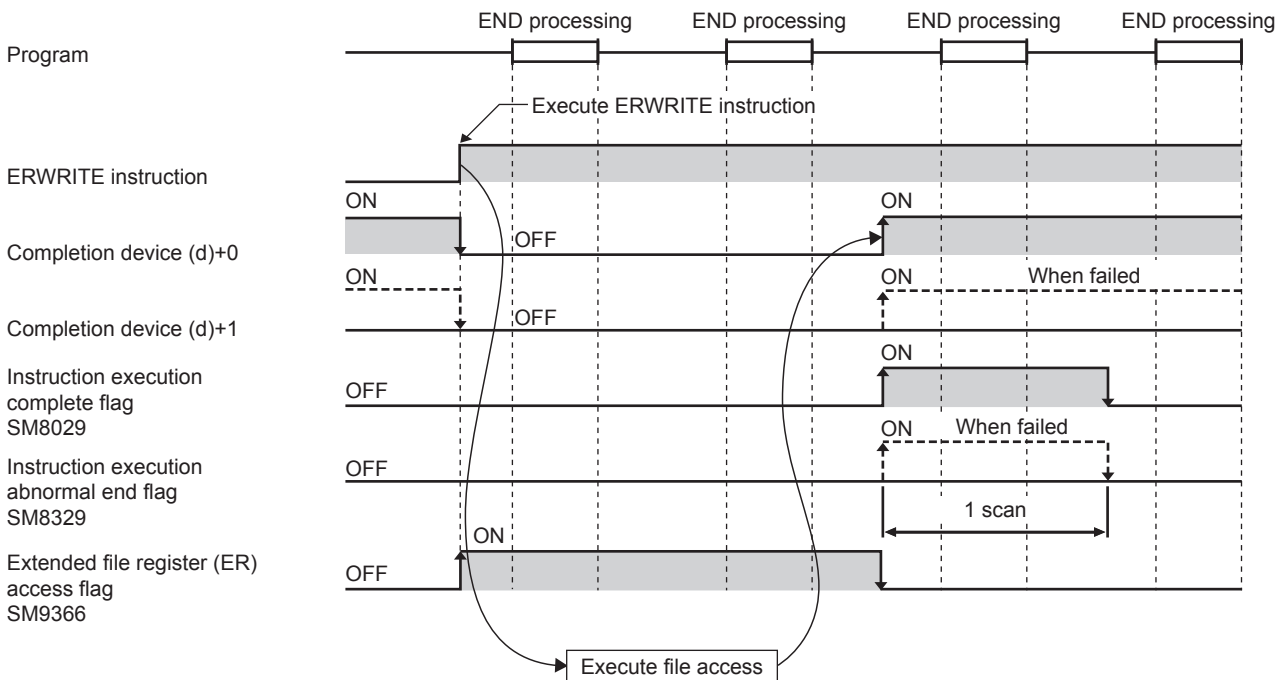 END processing
END processing
END processing
END processing
Program
Execute ERWRITE instruction
ERWRITE instruction
ON
ON
Completion device (d)+0
OFF
ON
ON
When failed
Completion device (d)+1
OFF
ON
Instruction execution
complete flag
SM8029
OFF
ON
When failed
Instruction execution
abnormal end flag
SM8329
OFF
1 scan
ON
Extended file register (ER)
access flag
SM9366
OFF
Execute file access